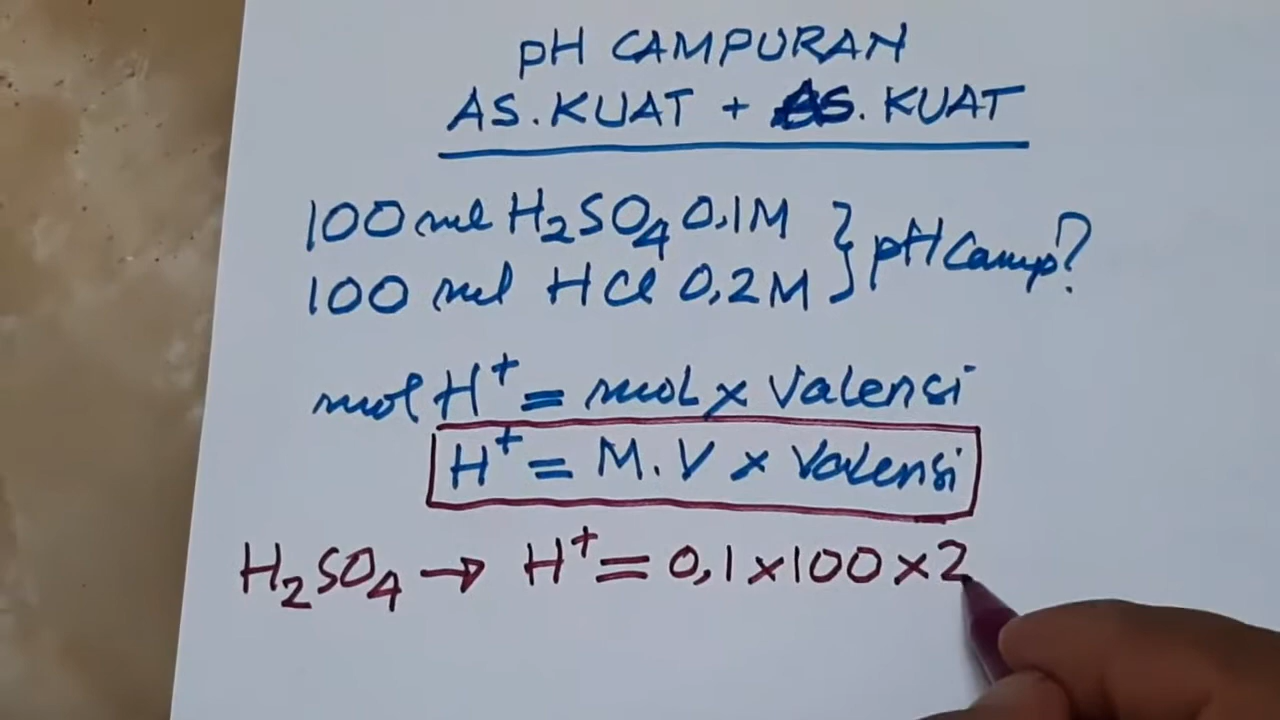 pH CAMPURAN
AS. KUAT + AS. KUAT
100 ml H₂SO₄ 0,1M } pH Camp?
100 ml HCl 0,2M
mol H⁺ = mol x Valensi
H⁺ = M.V x Valensi
H₂SO₄ → H⁺ = 0,1 x 100 x 2